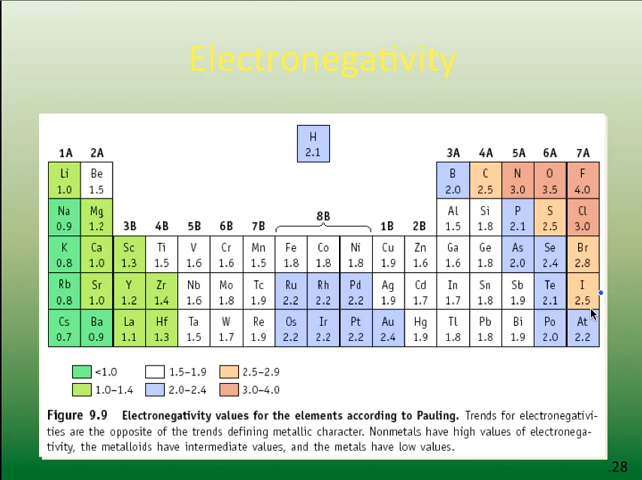 Electronegativity
H
2.1
1A 2A 3A 4A 5A 6A 7A
Li Be B C N O F
1.0 1.5 2.0 2.5 3.0 3.5 4.0
Na Mg Al Si P S Cl
0.9 1.2 1.5 1.8 2.1 2.5 3.0
3B 4B 5B 6B 7B 8B 1B 2B
K Ca Sc Ti V Cr Mn Fe Co Ni Cu Zn Ga Ge As Se Br
0.8 1.0 1.3 1.5 1.6 1.6 1.5 1.8 1.8 1.8 1.9 1.6 1.6 1.8 2.0 2.4 2.8
Rb Sr Y Zr Nb Mo Tc Ru Rh Pd Ag Cd In Sn Sb Te I
0.8 1.0 1.2 1.4 1.6 1.8 1.9 2.2 2.2 2.2 1.9 1.7 1.7 1.8 1.9 2.1 2.5
Cs Ba La Hf Ta W Re Os Ir Pt Au Hg Tl Pb Bi Po At
0.7 0.9 1.1 1.3 1.5 1.7 1.9 2.2 2.2 2.2 2.4 1.9 1.8 1.8 1.9 2.0 2.2
<1.0 1.5–1.9 2.5–2.9
1.0–1.4 2.0–2.4 3.0–4.0
Figure 9.9 Electronegativity values for the elements according to Pauling. Trends for electronegativi-
ties are the opposite of the trends defining metallic character. Nonmetals have high values of electronega-
tivity, the metalloids have intermediate values, and the metals have low values.
.28